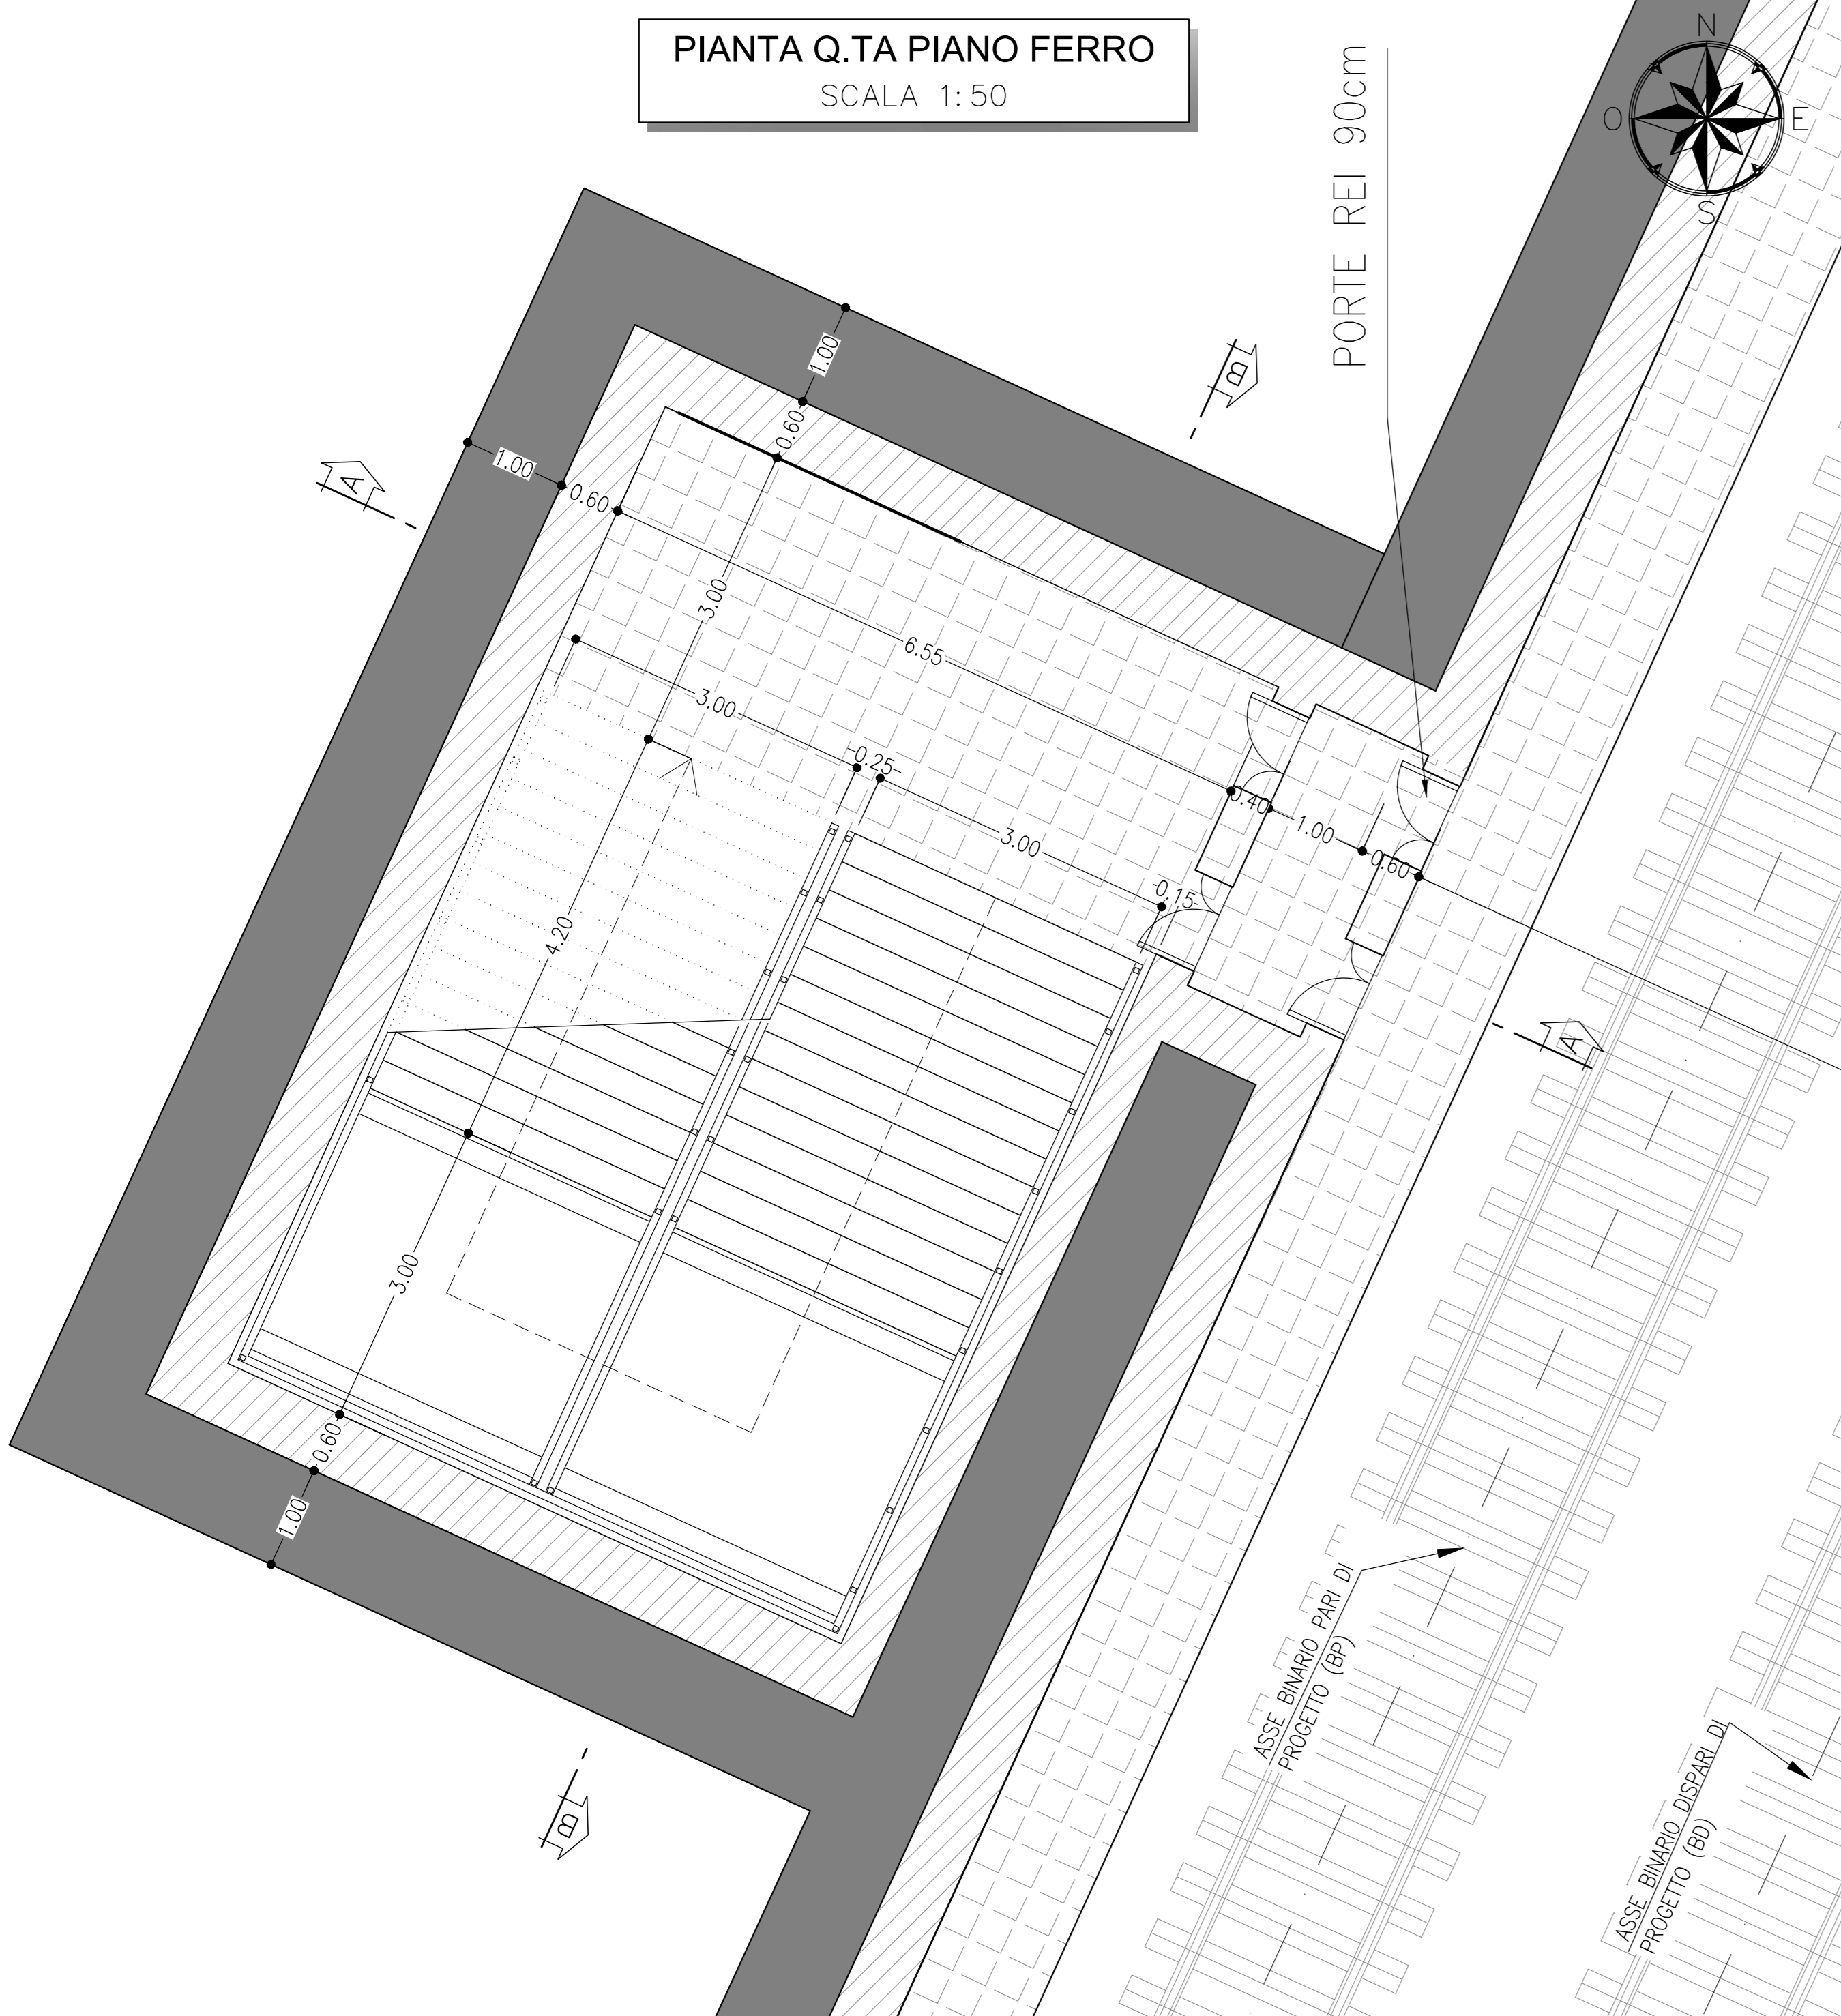 PIANTA Q.TA PIANO FERRO
SCALA 1:50
PORTE REI 90cm
N
O
E
S
1.00
0.60
B
A
1.00
0.60
3.00
6.55
3.00
0.25
3.00
0.15
0.40
1.00
0.60
4.20
A
3.00
0.60
1.00
B
ASSE BINARIO PARI DI
PROGETTO (BP)
ASSE BINARIO DISPARI DI
PROGETTO (BD)